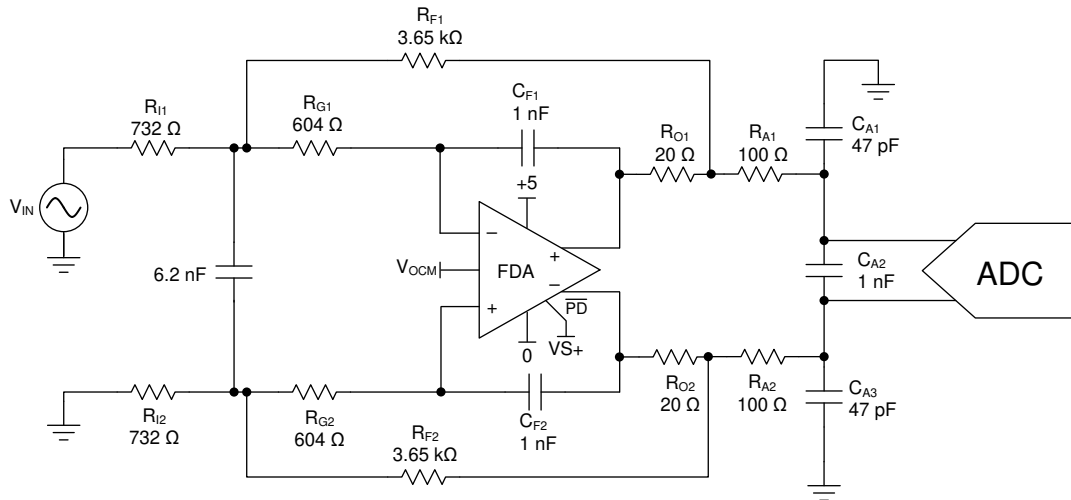 RF1
3.65 kΩ
RI1
732 Ω
RG1
604 Ω
CF1
1 nF
RO1
20 Ω
RA1
100 Ω
CA1
47 pF
VIN
6.2 nF
+5
−
+
VOCM
FDA
+
−
PD
VS+
0
CA2
1 nF
ADC
RI2
732 Ω
RG2
604 Ω
CF2
1 nF
RO2
20 Ω
RA2
100 Ω
CA3
47 pF
RF2
3.65 kΩ